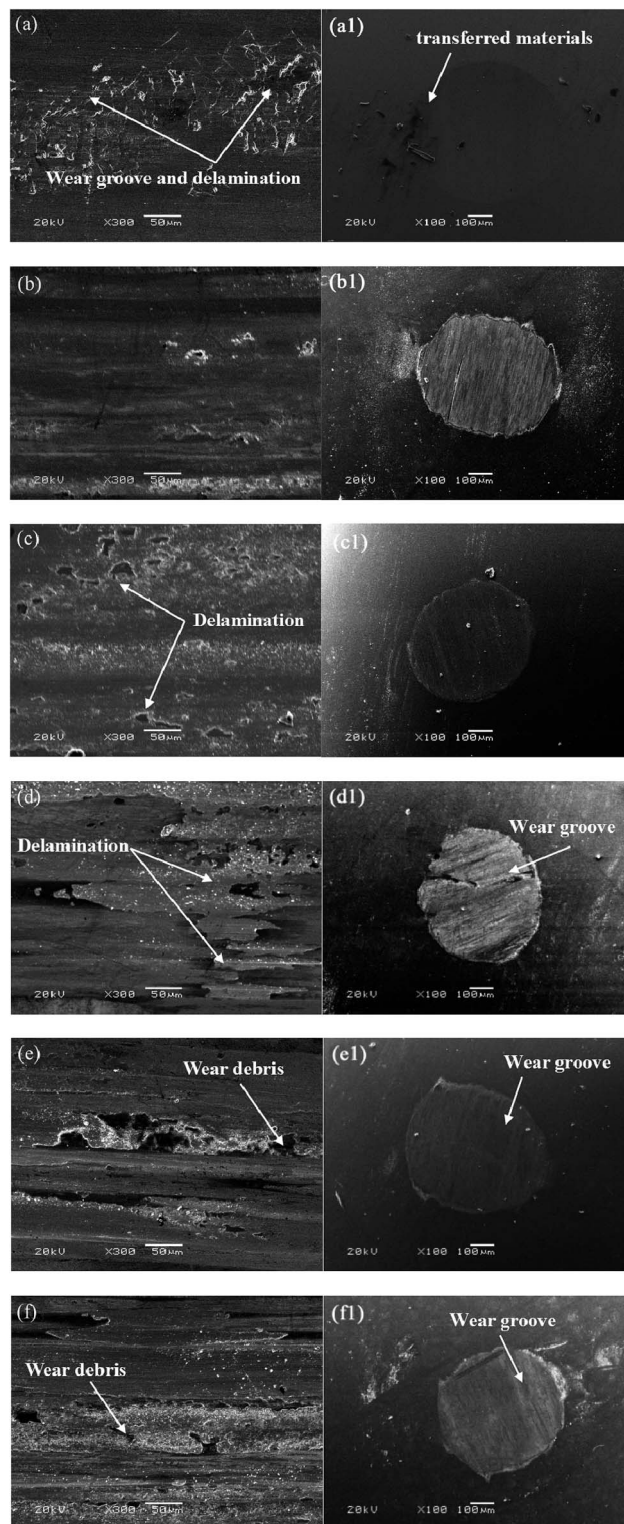 (a)
Wear groove and delamination
20kV X300 50μm
(a1)
transferred materials
20kV X100 100μm
(b)
20kV X300 50μm
(b1)
20kV X100 100μm
(c)
Delamination
20kV X300 50μm
(c1)
20kV X100 100μm
(d)
Delamination
20kV X300 50μm
(d1)
Wear groove
20kV X100 100μm
(e)
Wear debris
20kV X300 50μm
(e1)
Wear groove
20kV X100 100μm
(f)
Wear debris
20kV X300 50μm
(f1)
Wear groove
20kV X100 100μm